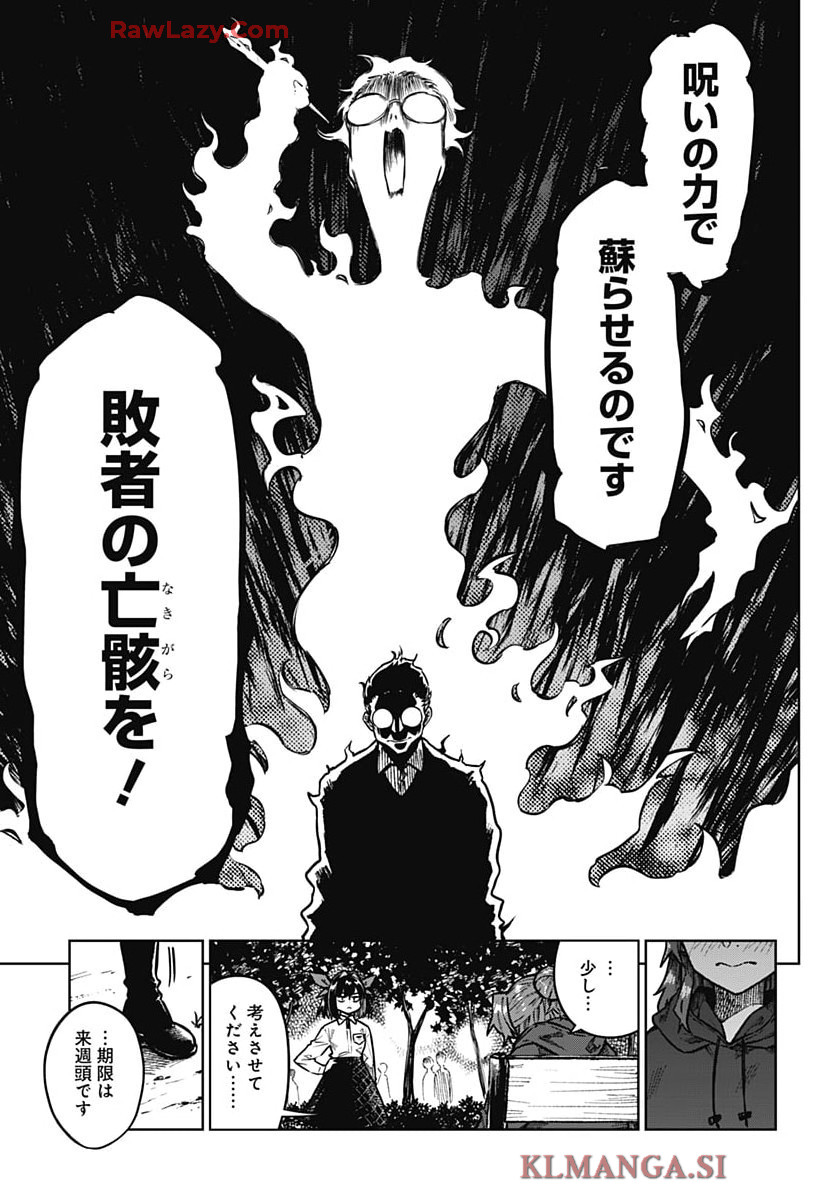 RawLazy.Com
呪いの力で
蘇らせるのです
敗者の亡骸を!
なきがら
…
少し…
考えさせて
ください……
…期限は
来週頭です
KLMANGA.SI